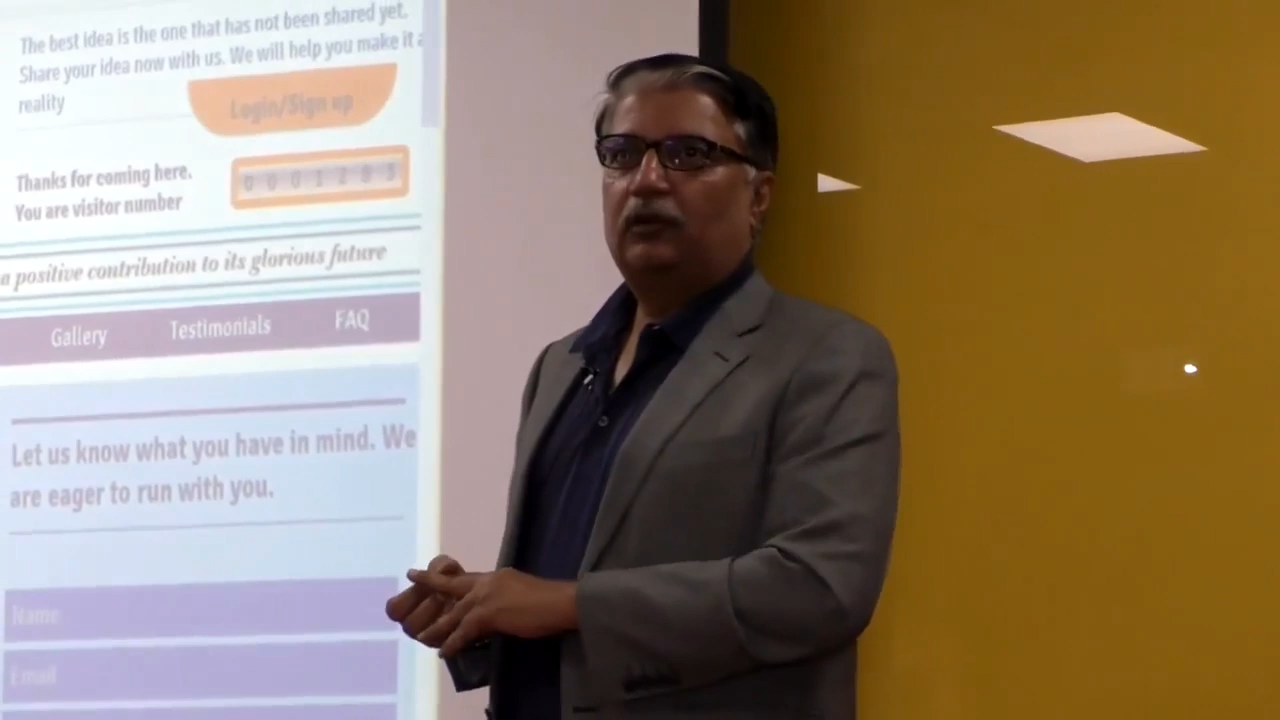 The best idea is the one that has not been shared yet.
Share your idea now with us. We will help you make it a
reality
Login/Sign up
Thanks for coming here.
You are visitor number
a positive contribution to its glorious future
Gallery Testimonials FAQ
Let us know what you have in mind. We
are eager to run with you.
Name
Email